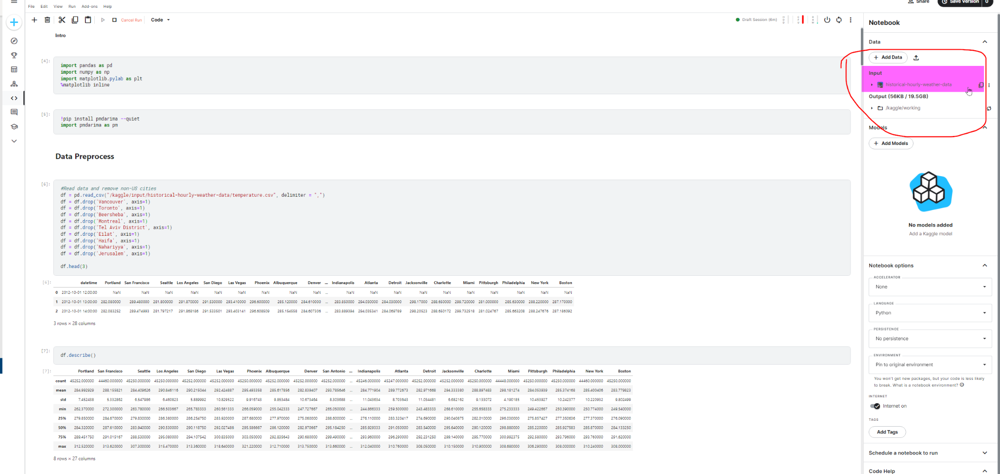 File Edit View Run Add-ons Help
Share Save Version 0
Cancel Run Code
Draft Session (6m)
Notebook
Intro
Data
[4]:
import pandas as pd
import numpy as np
import matplotlib.pylab as plt
%matplotlib inline
+ Add Data
Input
historical-hourly-weather-data
Output (56KB / 19.5GB)
/kaggle/working
[5]:
!pip install pmdarima --quiet
import pmdarima as pm
Models
+ Add Models
No models added
Add a Kaggle model
Data Preprocess
[6]:
#Read data and remove non-US cities
df = pd.read_csv("/kaggle/input/historical-hourly-weather-data/temperature.csv", delimiter = ",")
df = df.drop('Vancouver', axis=1)
df = df.drop('Toronto', axis=1)
df = df.drop('Beersheba', axis=1)
df = df.drop('Montreal', axis=1)
df = df.drop('Tel Aviv District', axis=1)
df = df.drop('Eilat', axis=1)
df = df.drop('Haifa', axis=1)
df = df.drop('Nahariyya', axis=1)
df = df.drop('Jerusalem', axis=1)
df.head(3)
[6]:
datetime Portland San Francisco Seattle Los Angeles San Diego Las Vegas Phoenix Albuquerque Denver ... Indianapolis Atlanta Detroit Jacksonville Charlotte Miami Pittsburgh Philadelphia New York Boston
0 2012-10-01 12:00:00 NaN NaN NaN NaN NaN NaN NaN NaN NaN ... NaN NaN NaN NaN NaN NaN NaN NaN NaN NaN
1 2012-10-01 13:00:00 282.080000 289.480000 281.800000 291.870000 291.530000 293.410000 296.600000 285.120000 284.610000 ... 283.850000 294.030000 284.030000 298.17000 288.650000 299.720000 281.000000 285.630000 288.220000 287.170000
2 2012-10-01 14:00:00 282.083252 289.474993 281.797217 291.868186 291.533501 293.403141 296.608509 285.154558 284.607306 ... 283.889394 294.035341 284.069789 298.20523 288.650172 299.732518 281.024767 285.663208 288.247676 287.186092
3 rows × 28 columns
[7]:
df.describe()
[7]:
Portland San Francisco Seattle Los Angeles San Diego Las Vegas Phoenix Albuquerque Denver San Antonio ... Indianapolis Atlanta Detroit Jacksonville Charlotte Miami Pittsburgh Philadelphia New York Boston
count 45252.000000 44460.000000 45250.000000 45250.000000 45252.000000 45252.000000 45250.000000 45252.000000 45252.000000 45252.000000 ... 45246.000000 45247.000000 45252.000000 45252.000000 45250.000000 44448.000000 45250.000000 45250.000000 44460.000000 45250.000000
mean 284.992929 288.155821 284.409626 290.846116 290.215044 292.424887 295.493358 285.617856 282.839407 293.785646 ... 284.771904 289.772673 282.971668 294.333380 288.897483 298.181274 284.053939 285.374168 285.400406 283.779823
std 7.452438 5.332862 6.547986 6.460823 5.889992 10.829522 9.916743 9.853484 10.673464 8.303688 ... 11.043634 8.703643 11.034481 6.682162 9.133072 4.190185 10.453927 10.242377 10.220932 9.802499
min 262.370000 272.300000 263.780000 266.503667 265.783333 260.561333 266.059000 255.042333 247.727667 265.050000 ... 244.866333 259.500000 243.483333 268.610000 255.658333 275.233333 249.422667 250.390000 250.774000 249.540000
25% 279.850000 284.670000 279.830000 286.380000 286.254750 283.920000 287.680000 277.970000 275.060000 288.600000 ... 276.110000 283.320417 274.690000 290.040875 282.010000 296.030000 275.857427 277.350636 277.370000 276.090000
50% 284.320000 287.610000 283.940000 290.530000 290.118750 292.027486 295.586667 286.120000 282.970667 295.184250 ... 285.929333 291.050000 283.540000 295.640000 290.120000 298.880000 285.220000 285.927583 285.870000 284.133250
75% 289.451750 291.015167 288.530000 295.080000 294.107542 300.835000 303.050000 292.835643 290.680000 299.490000 ... 293.960000 296.290000 292.231250 299.140000 295.770000 300.992375 292.580000 293.796000 293.760000 291.620000
max 312.520000 313.620000 307.300000 315.470000 313.360000 318.640000 321.220000 312.710000 313.750000 313.660000 ... 312.040000 310.760000 308.050000 310.150000 310.900000 308.680000 306.290000 308.000000 310.240000 308.000000
8 rows × 27 columns
Notebook options
ACCELERATOR
None
LANGUAGE
Python
PERSISTENCE
No persistence
ENVIRONMENT
Pin to original environment
You won't get new packages, but your code is less likely
to break. What is a notebook environment?
INTERNET
Internet on
TAGS
Add Tags
Schedule a notebook to run
Code Help